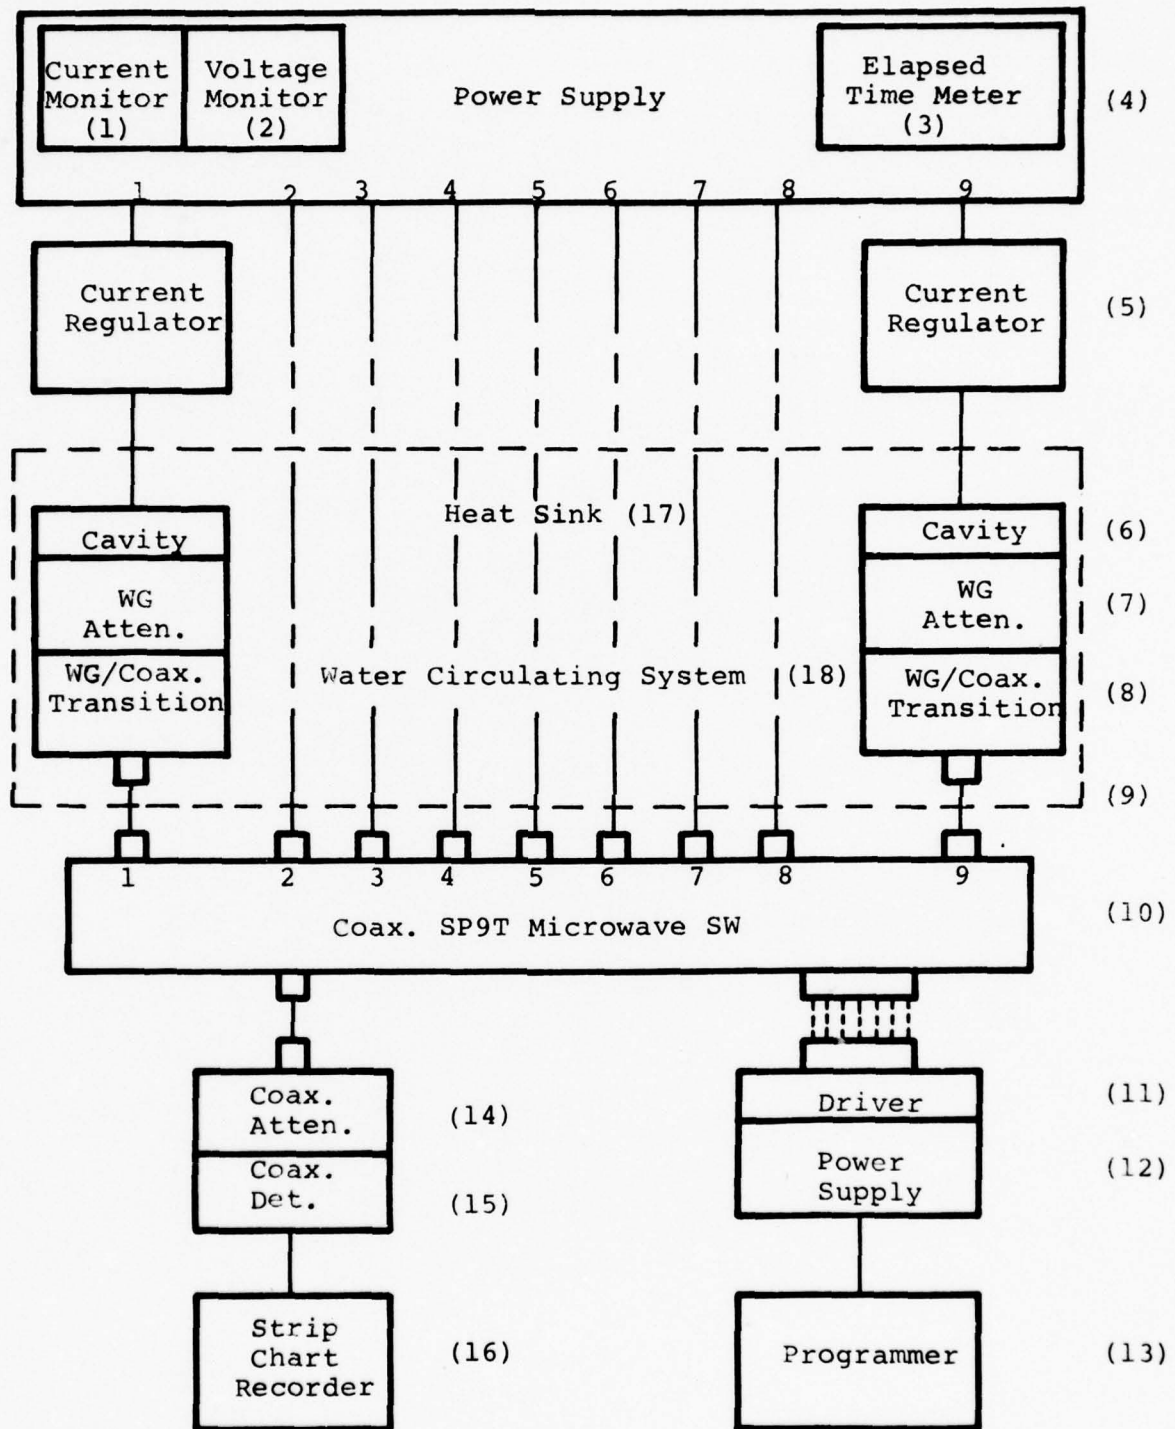 Current Monitor (1)
Voltage Monitor (2)
Power Supply
Elapsed Time Meter (3)
(4)
1 2 3 4 5 6 7 8 9
Current Regulator
Current Regulator
(5)
Heat Sink (17)
Cavity
Cavity
(6)
WG Atten.
WG Atten.
(7)
Water Circulating System (18)
WG/Coax. Transition
WG/Coax. Transition
(8)
(9)
1 2 3 4 5 6 7 8 9
Coax. SP9T Microwave SW
(10)
Coax. Atten.
(14)
Driver
(11)
Coax. Det.
(15)
Power Supply
(12)
Strip Chart Recorder
(16)
Programmer
(13)